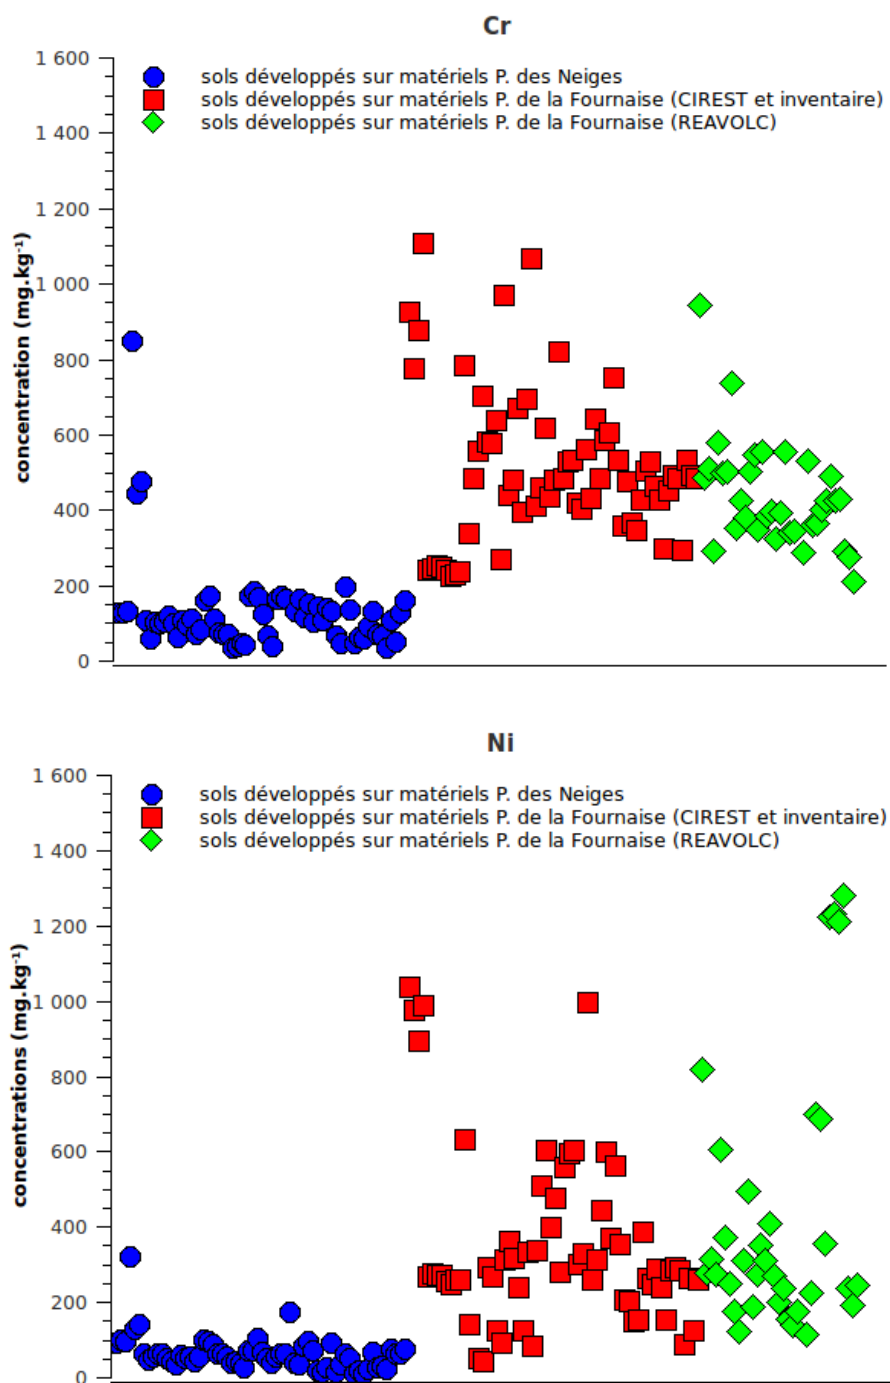 Cr
1 600
1 400
1 200
1 000
800
600
400
200
0
concentration (mg.kg⁻¹)
sols développés sur matériels P. des Neiges
sols développés sur matériels P. de la Fournaise (CIREST et inventaire)
sols développés sur matériels P. de la Fournaise (REAVOLC)
Ni
1 600
1 400
1 200
1 000
800
600
400
200
0
concentrations (mg.kg⁻¹)
sols développés sur matériels P. des Neiges
sols développés sur matériels P. de la Fournaise (CIREST et inventaire)
sols développés sur matériels P. de la Fournaise (REAVOLC)